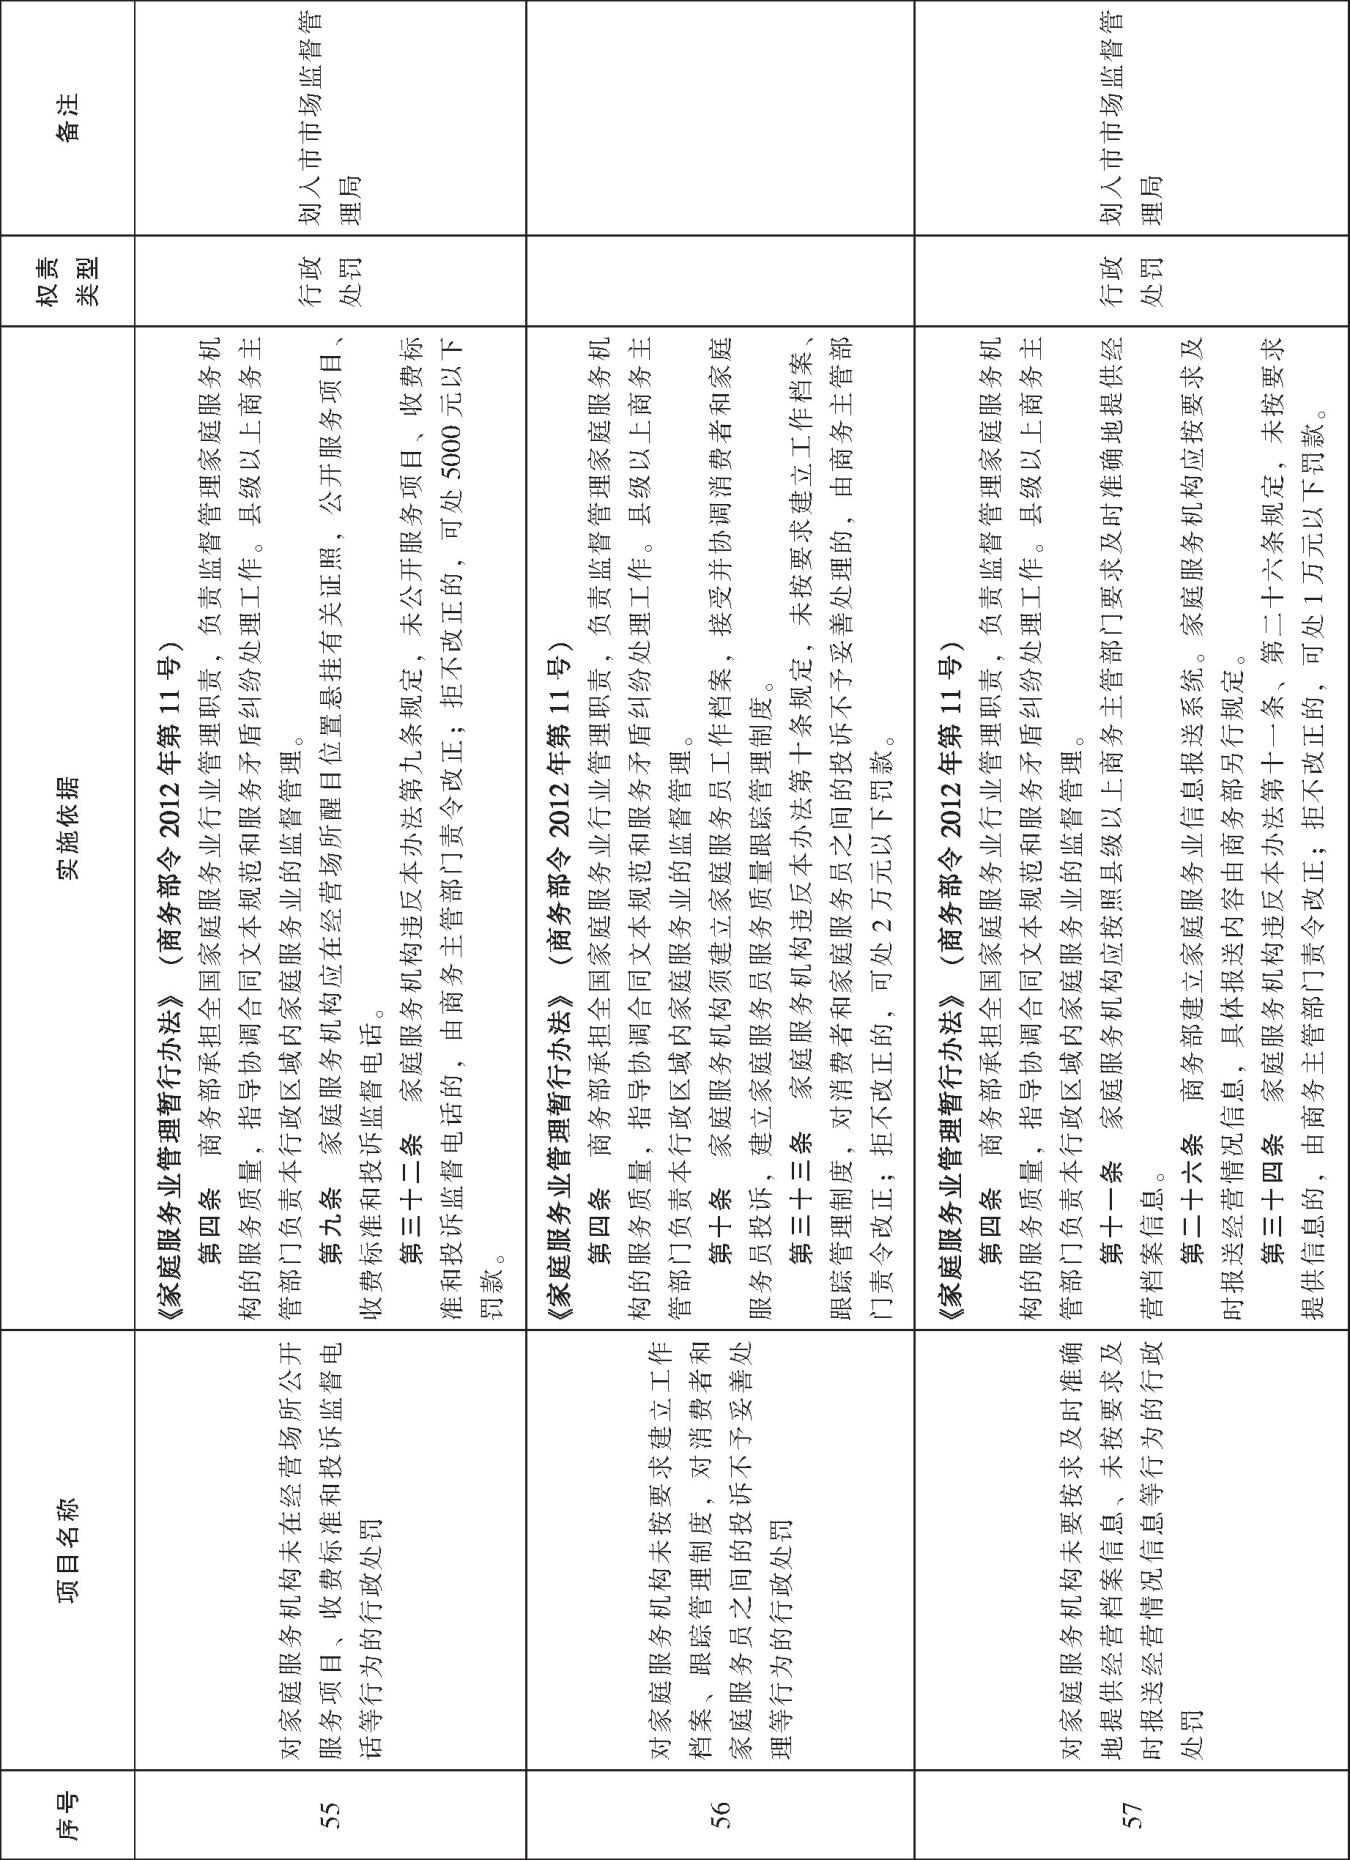 序号
项目名称
实施依据
权责
类型
备注
55
对家庭服务机构未在经营场所公开
服务项目、收费标准和投诉监督电
话等行为的行政处罚
《家庭服务业管理暂行办法》（商务部令2012年第11号）
第四条　商务部承担全国家庭服务业行业管理职责，负责监督管理家庭服务机
构的服务质量，指导协调合同文本规范和服务矛盾纠纷处理工作。县级以上商务主
管部门负责本行政区域内家庭服务业的监督管理。
第九条　家庭服务机构应在经营场所醒目位置悬挂有关证照，公开服务项目、
收费标准和投诉监督电话。
第三十二条　家庭服务机构违反本办法第九条规定，未公开服务项目、收费标
准和投诉监督电话的，由商务主管部门责令改正；拒不改正的，可处5000元以下
罚款。
行政
处罚
划入市市场监督管
理局
56
对家庭服务机构未按要求建立工作
档案、跟踪管理制度，对消费者和
家庭服务员之间的投诉不予妥善处
理等行为的行政处罚
《家庭服务业管理暂行办法》（商务部令2012年第11号）
第四条　商务部承担全国家庭服务业行业管理职责，负责监督管理家庭服务机
构的服务质量，指导协调合同文本规范和服务矛盾纠纷处理工作。县级以上商务主
管部门负责本行政区域内家庭服务业的监督管理。
第十条　家庭服务机构须建立家庭服务员工作档案，接受并协调消费者和家庭
服务员投诉，建立家庭服务员服务质量跟踪管理制度。
第三十三条　家庭服务机构违反本办法第十条规定，未按要求建立工作档案、
跟踪管理制度，对消费者和家庭服务员之间的投诉不予妥善处理的，由商务主管部
门责令改正；拒不改正的，可处2万元以下罚款。
57
对家庭服务机构未要按求及时准确
地提供经营档案信息、未按要求及
时报送经营情况信息等行为的行政
处罚
《家庭服务业管理暂行办法》（商务部令2012年第11号）
第四条　商务部承担全国家庭服务业行业管理职责，负责监督管理家庭服务机
构的服务质量，指导协调合同文本规范和服务矛盾纠纷处理工作。县级以上商务主
管部门负责本行政区域内家庭服务业的监督管理。
第十一条　家庭服务机构应按照县级以上商务主管部门要求及时准确地提供经
营档案信息。
第二十六条　商务部建立家庭服务业信息报送系统。家庭服务机构应按要求及
时报送经营情况信息，具体报送内容由商务部另行规定。
第三十四条　家庭服务机构违反本办法第十一条、第二十六条规定，未按要求
提供信息的，由商务主管部门责令改正；拒不改正的，可处1万元以下罚款。
行政
处罚
划入市市场监督管
理局